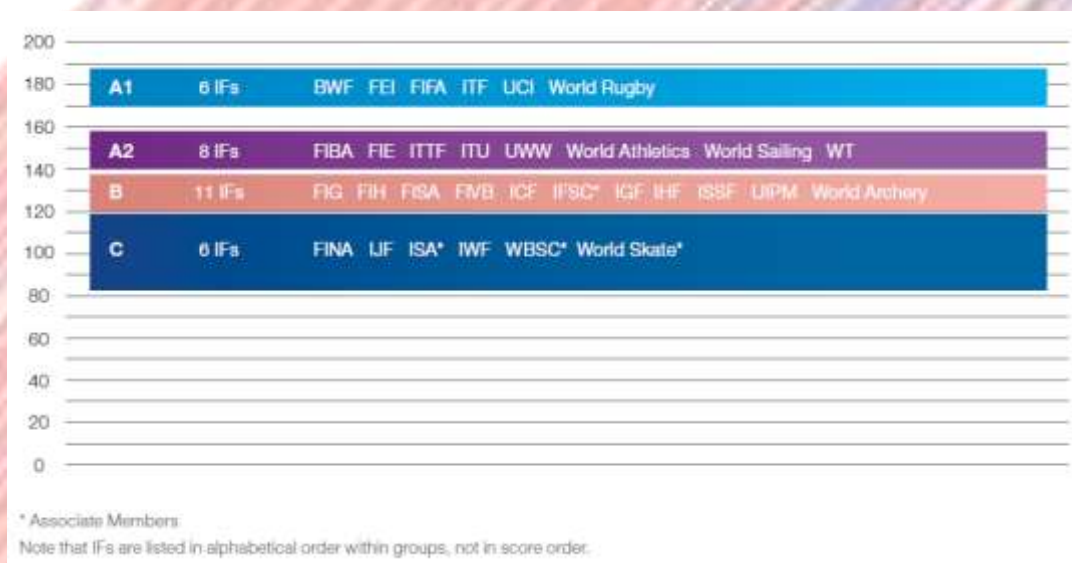 200
180 A1 6 IFs BWF FEI FIFA ITF UCI World Rugby
160
A2 8 IFs FIBA FIE ITTF ITU UWW World Athletics World Sailing WT
140
B 11 IFs FIG FIH FISA FIVB ICF IFSC* IGF IHF ISSF UIPM World Archery
120
100 C 6 IFs FINA IJF ISA* IWF WBSC* World Skate*
80
60
40
20
0
* Associate Members
Note that IFs are listed in alphabetical order within groups, not in score order.